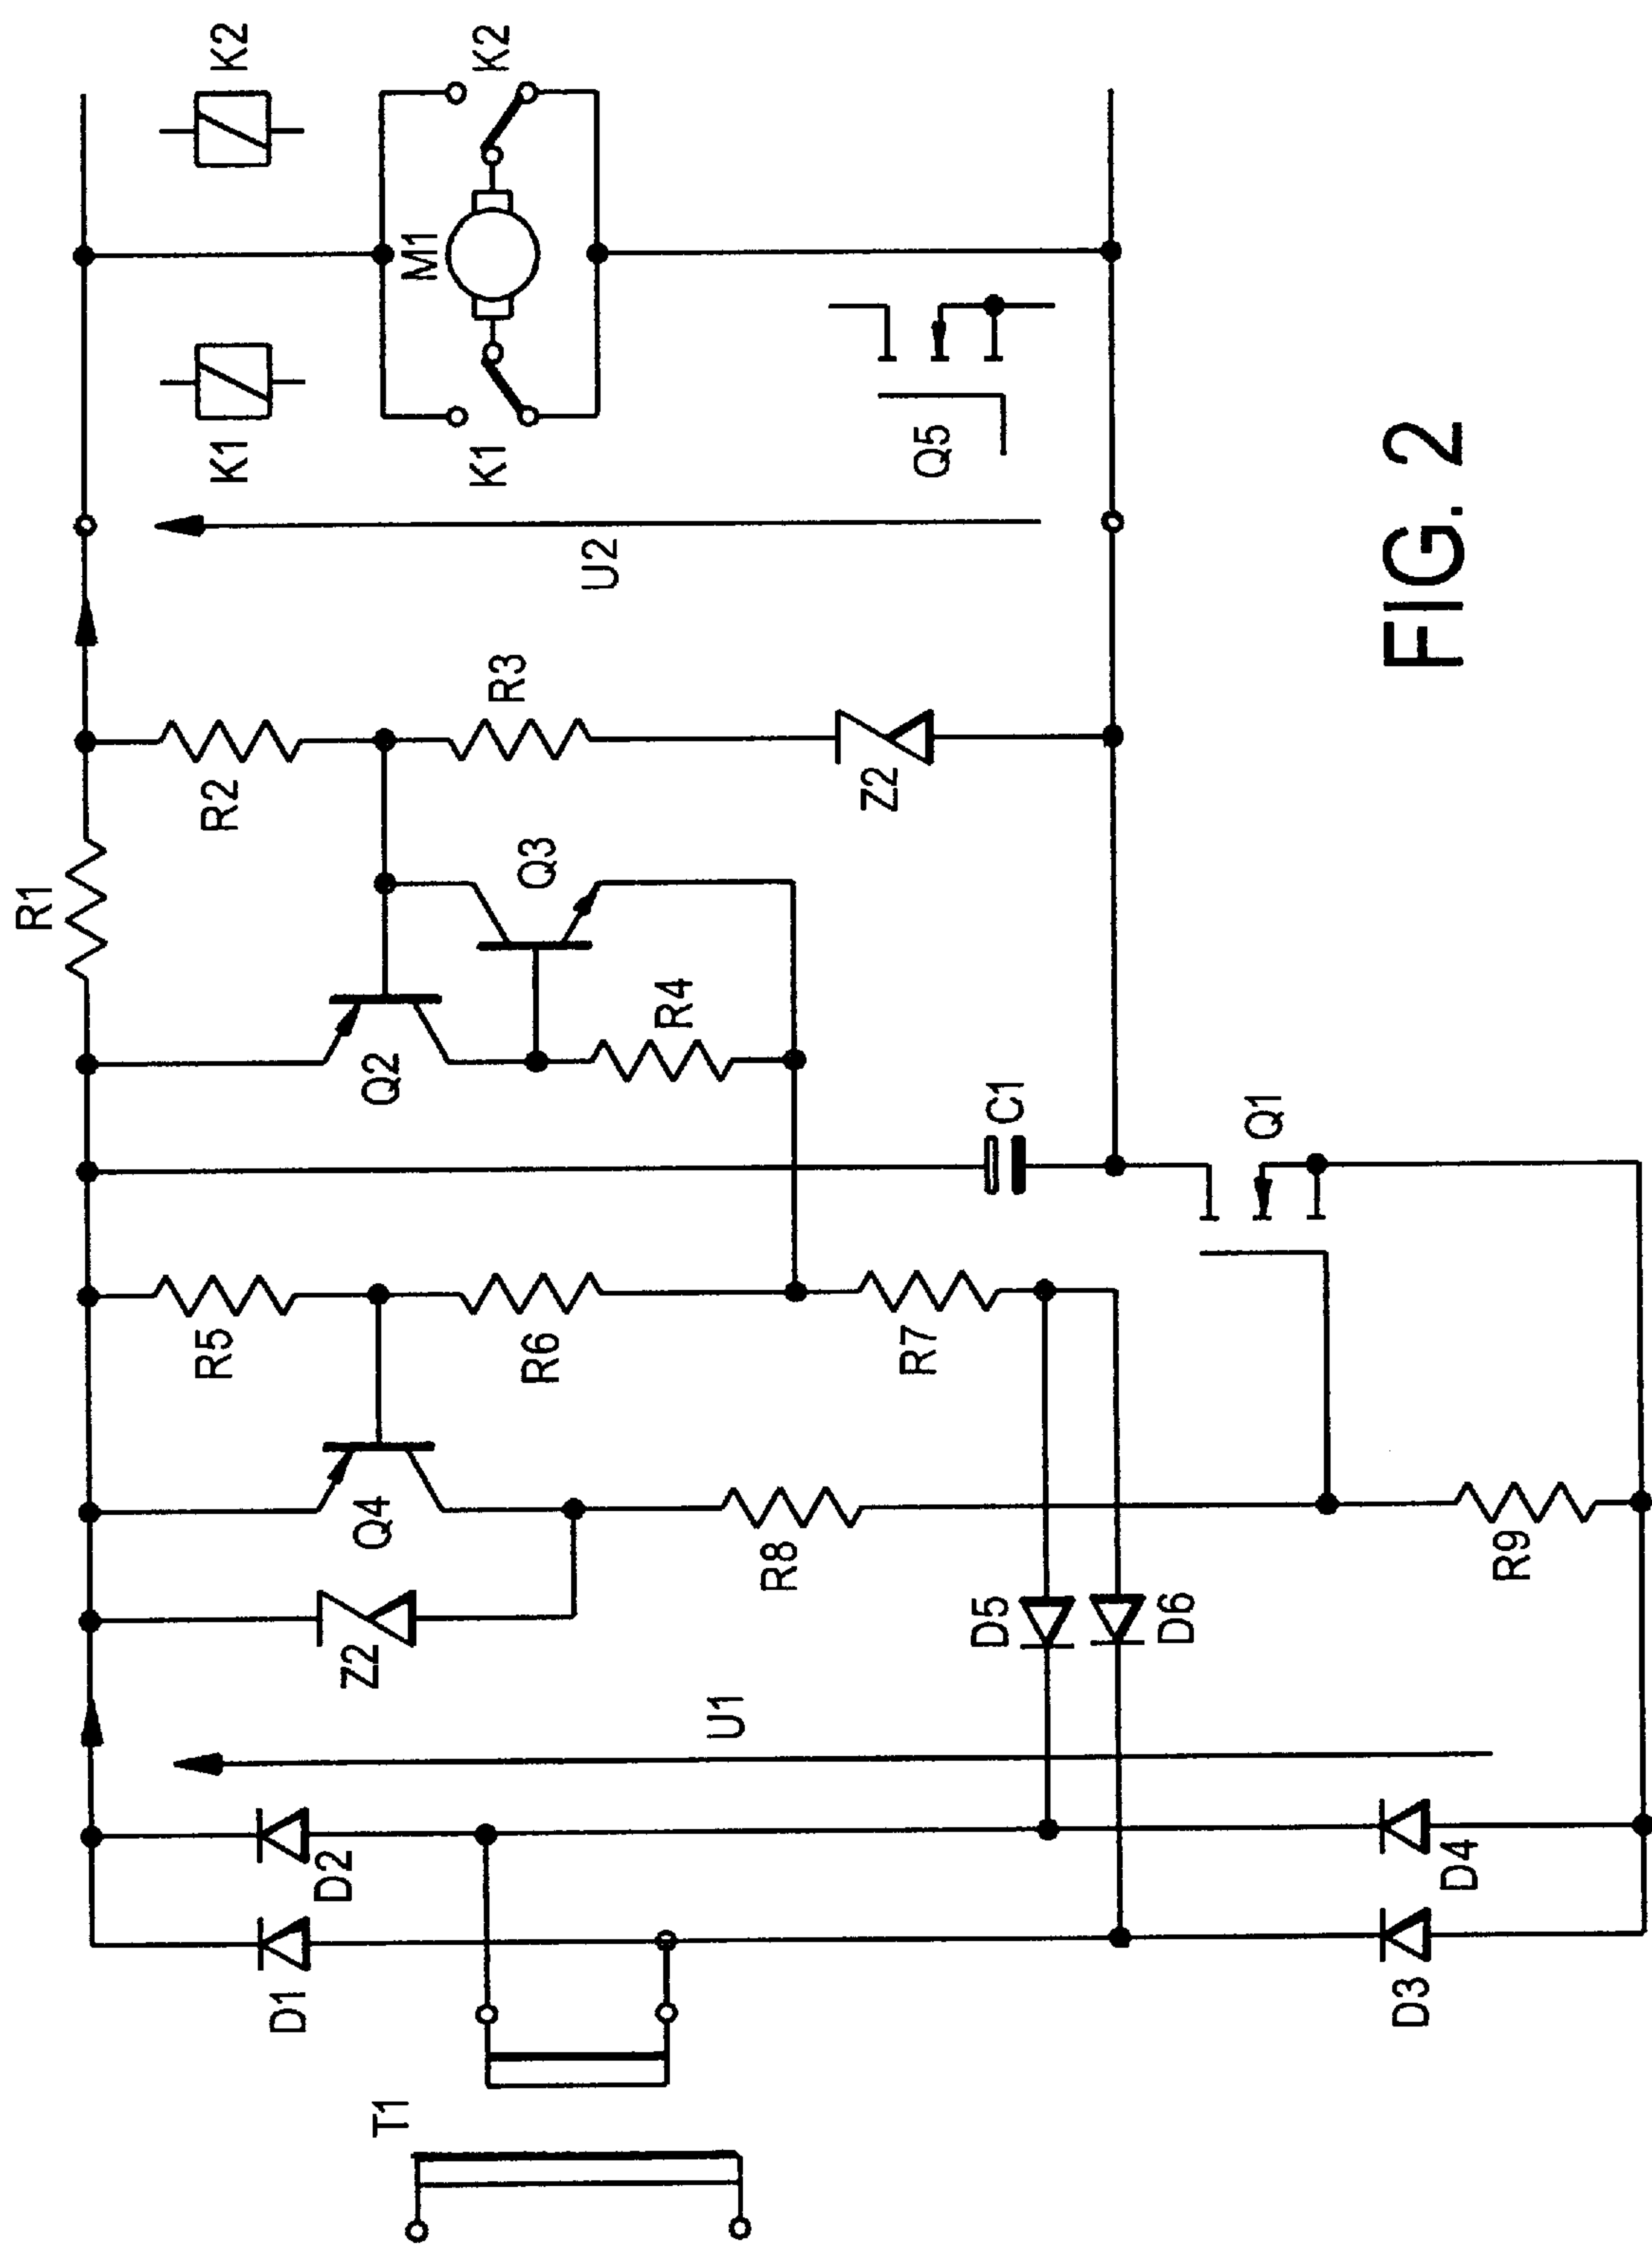 R1
R5
R2
K1
K2
D1
D2
Z2
Q4
Q2
T1
M1
K1
K2
R3
R6
Q3
U2
R4
U1
R8
Z2
R7
Q5
D5
C1
D6
Q1
D3
D4
R9
FIG. 2